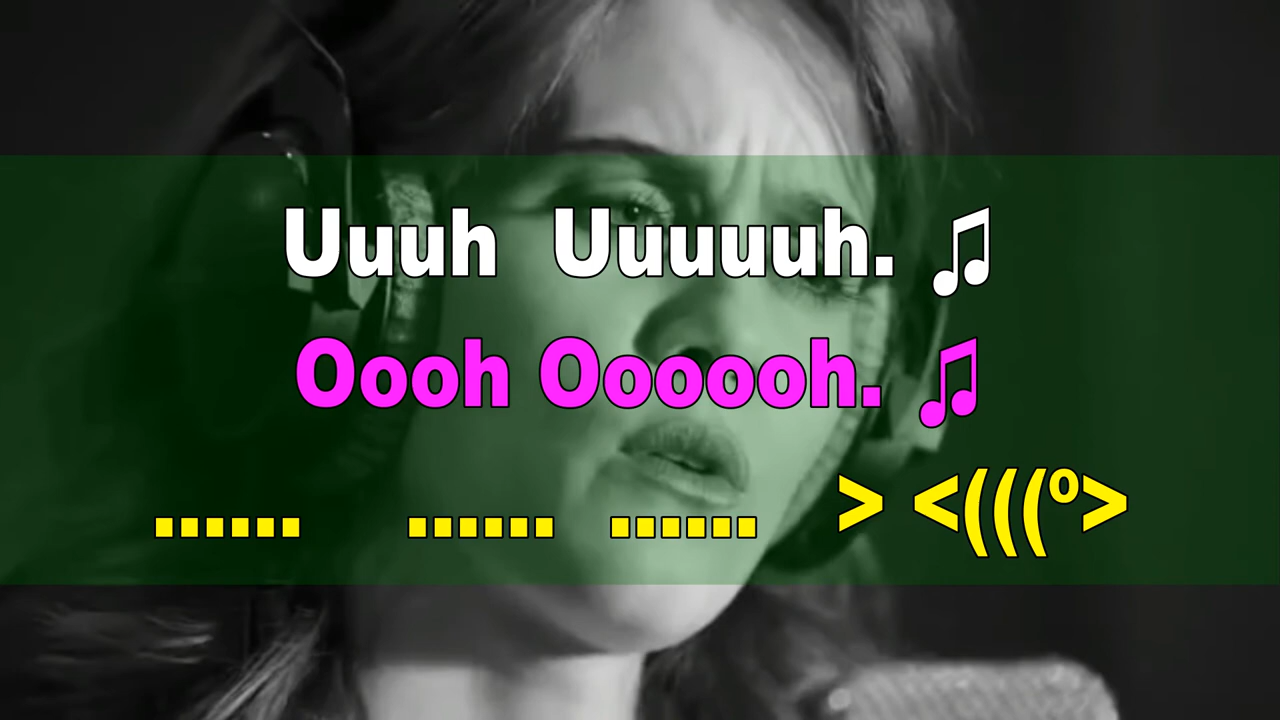 Uuuh  Uuuuuh. ♫
Oooh Oooooh. ♫
......      ......   ......    > <(((º>